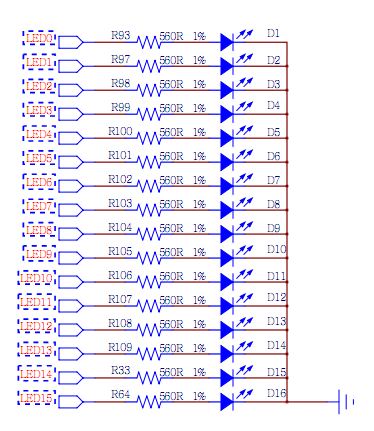 LED0 R93 560R 1% D1
LED1 R97 560R 1% D2
LED2 R98 560R 1% D3
LED3 R99 560R 1% D4
LED4 R100 560R 1% D5
LED5 R101 560R 1% D6
LED6 R102 560R 1% D7
LED7 R103 560R 1% D8
LED8 R104 560R 1% D9
LED9 R105 560R 1% D10
LED10 R106 560R 1% D11
LED11 R107 560R 1% D12
LED12 R108 560R 1% D13
LED13 R109 560R 1% D14
LED14 R33 560R 1% D15
LED15 R64 560R 1% D16